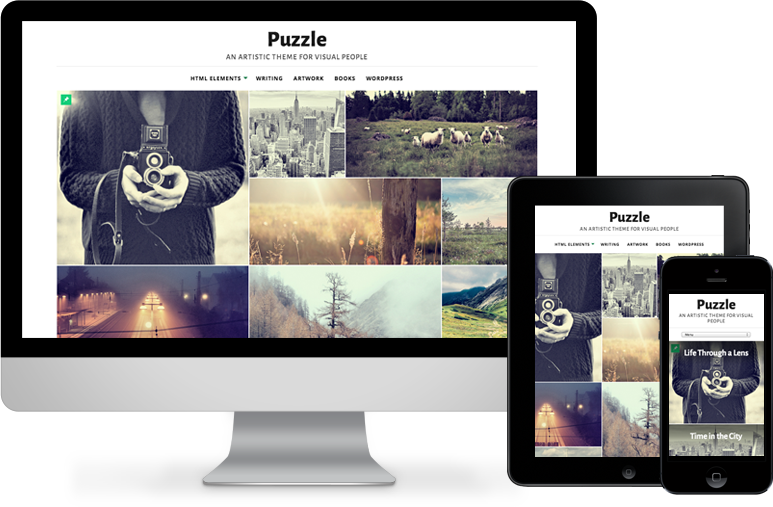 Puzzle
AN ARTISTIC THEME FOR VISUAL PEOPLE
HTML ELEMENTS WRITING ARTWORK BOOKS WORDPRESS
Puzzle
AN ARTISTIC THEME FOR VISUAL PEOPLE
HTML ELEMENTS WRITING ARTWORK BOOKS WORDPRESS
Puzzle
AN ARTISTIC THEME FOR VISUAL
PEOPLE
Menu
Life Through a Lens
Time in the City